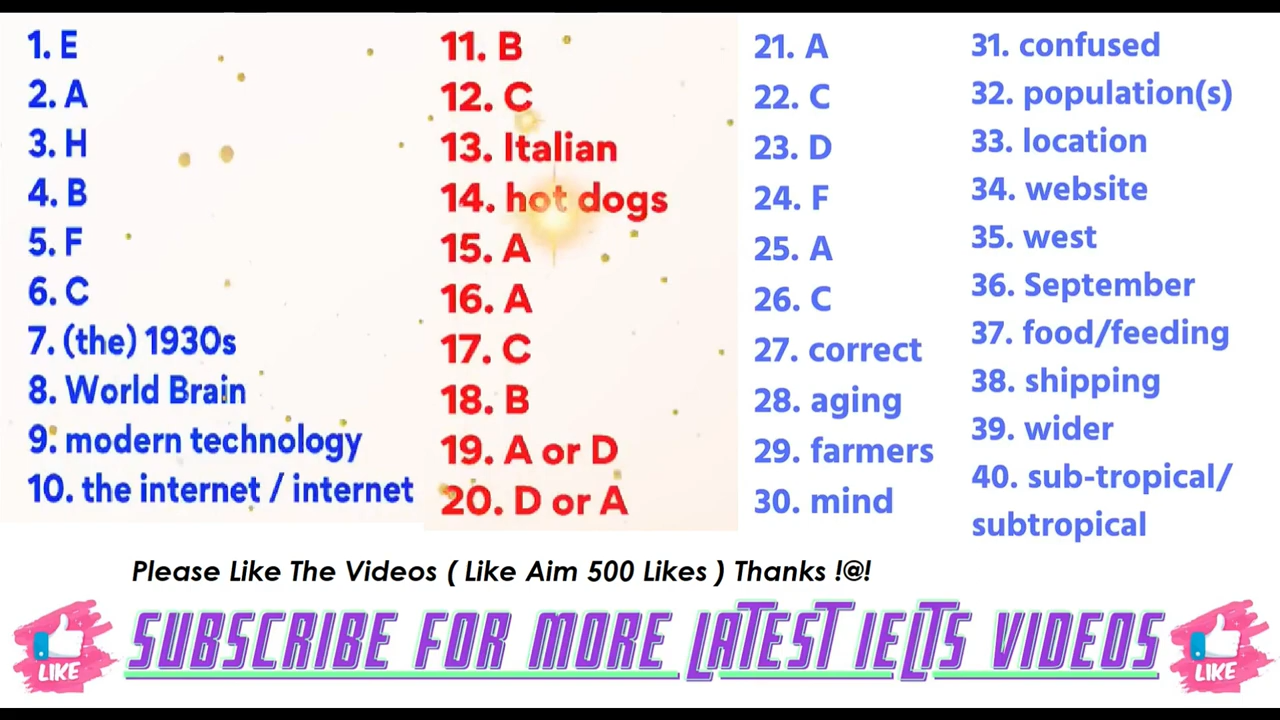 1. E
2. A
3. H
4. B
5. F
6. C
7. (the) 1930s
8. World Brain
9. modern technology
10. the internet / internet
11. B
12. C
13. Italian
14. hot dogs
15. A
16. A
17. C
18. B
19. A or D
20. D or A
21. A
22. C
23. D
24. F
25. A
26. C
27. correct
28. aging
29. farmers
30. mind
31. confused
32. population(s)
33. location
34. website
35. west
36. September
37. food/feeding
38. shipping
39. wider
40. sub-tropical/
subtropical
Please Like The Videos ( Like Aim 500 Likes ) Thanks !@!
SUBSCRIBE FOR MORE LATEST IELTS VIDEOS
LIKE
LIKE